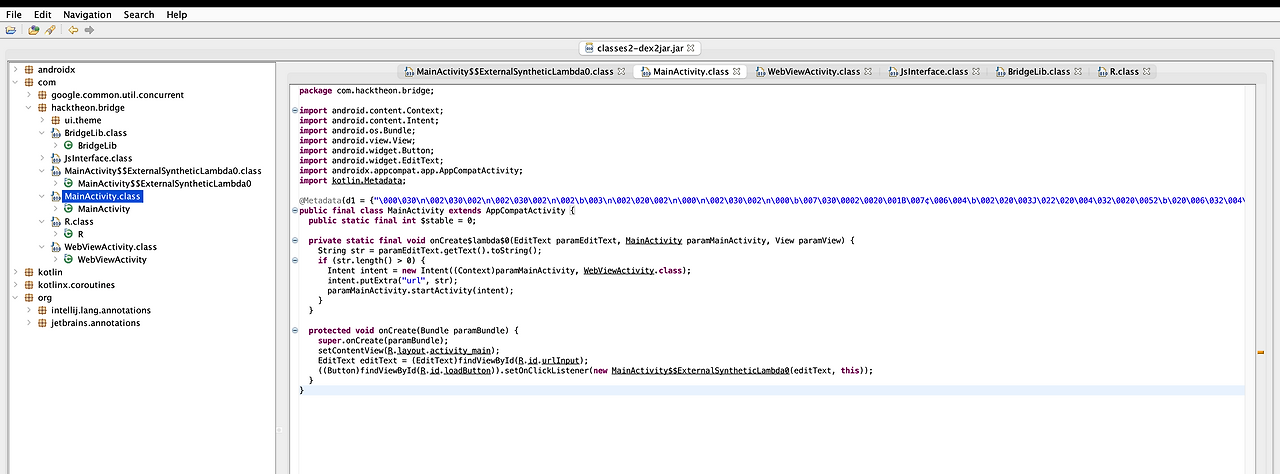 File Edit Navigation Search Help
classes2-dex2jar.jar
androidx
com
google.common.util.concurrent
hacktheon.bridge
ui.theme
BridgeLib.class
BridgeLib
JsInterface.class
MainActivity$$ExternalSyntheticLambda0.class
MainActivity$$ExternalSyntheticLambda0
MainActivity.class
MainActivity
R.class
R
WebViewActivity.class
WebViewActivity
kotlin
kotlinx.coroutines
org
intellij.lang.annotations
jetbrains.annotations
MainActivity$$ExternalSyntheticLambda0.class MainActivity.class WebViewActivity.class JsInterface.class BridgeLib.class R.class
package com.hacktheon.bridge;
import android.content.Context;
import android.content.Intent;
import android.os.Bundle;
import android.view.View;
import android.widget.Button;
import android.widget.EditText;
import androidx.appcompat.app.AppCompatActivity;
import kotlin.Metadata;
@Metadata(d1 = {"\000\030\n\002\030\002\n\002\030\002\n\002\b\003\n\002\020\002\n\000\n\002\030\002\n\000\b\007\030\0002\0020\001B\007¢\006\004\b\002\020\003J\022\020\004\032\0020\0052\b\020\006\032\004\
public final class MainActivity extends AppCompatActivity {
public static final int $stable = 0;
private static final void onCreate$lambda$0(EditText paramEditText, MainActivity paramMainActivity, View paramView) {
String str = paramEditText.getText().toString();
if (str.length() > 0) {
Intent intent = new Intent((Context)paramMainActivity, WebViewActivity.class);
intent.putExtra("url", str);
paramMainActivity.startActivity(intent);
}
}
protected void onCreate(Bundle paramBundle) {
super.onCreate(paramBundle);
setContentView(R.layout.activity_main);
EditText editText = (EditText)findViewById(R.id.urlInput);
((Button)findViewById(R.id.loadButton)).setOnClickListener(new MainActivity$$ExternalSyntheticLambda0(editText, this));
}
}